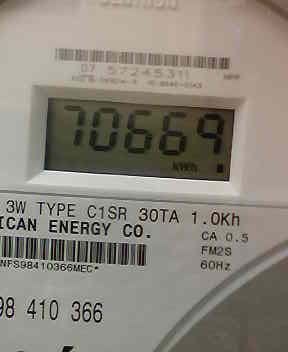 07 57245311
70669
kWh
3W TYPE C1SR 30TA 1.0Kh
ICAN ENERGY CO.
CA 0.5
FM2S
60Hz
NFS98410366MEC*
98 410 366